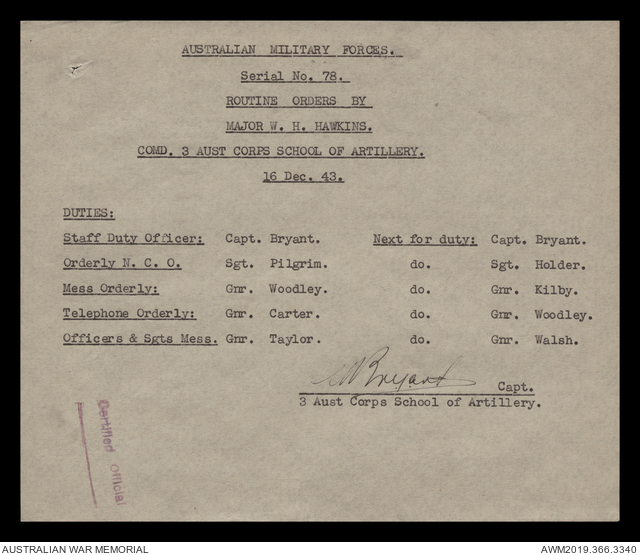 AUSTRALIAN MILITARY FORCES.
Serial No. 78.
ROUTINE ORDERS BY
MAJOR W. H. HAWKINS.
COMD. 3 AUST CORPS SCHOOL OF ARTILLERY.
16 Dec. 43.
DUTIES:
Staff Duty Officer: Capt. Bryant. Next for duty: Capt. Bryant.
Orderly N. C. O. Sgt. Pilgrim. do. Sgt. Holder.
Mess Orderly: Gnr. Woodley. do. Gnr. Kilby.
Telephone Orderly: Gnr. Carter. do. Gnr. Woodley.
Officers & Sgts Mess. Gnr. Taylor. do. Gnr. Walsh.
Bryant Capt.
3 Aust Corps School of Artillery.
Certified Official
AUSTRALIAN WAR MEMORIAL AWM2019.366.3340